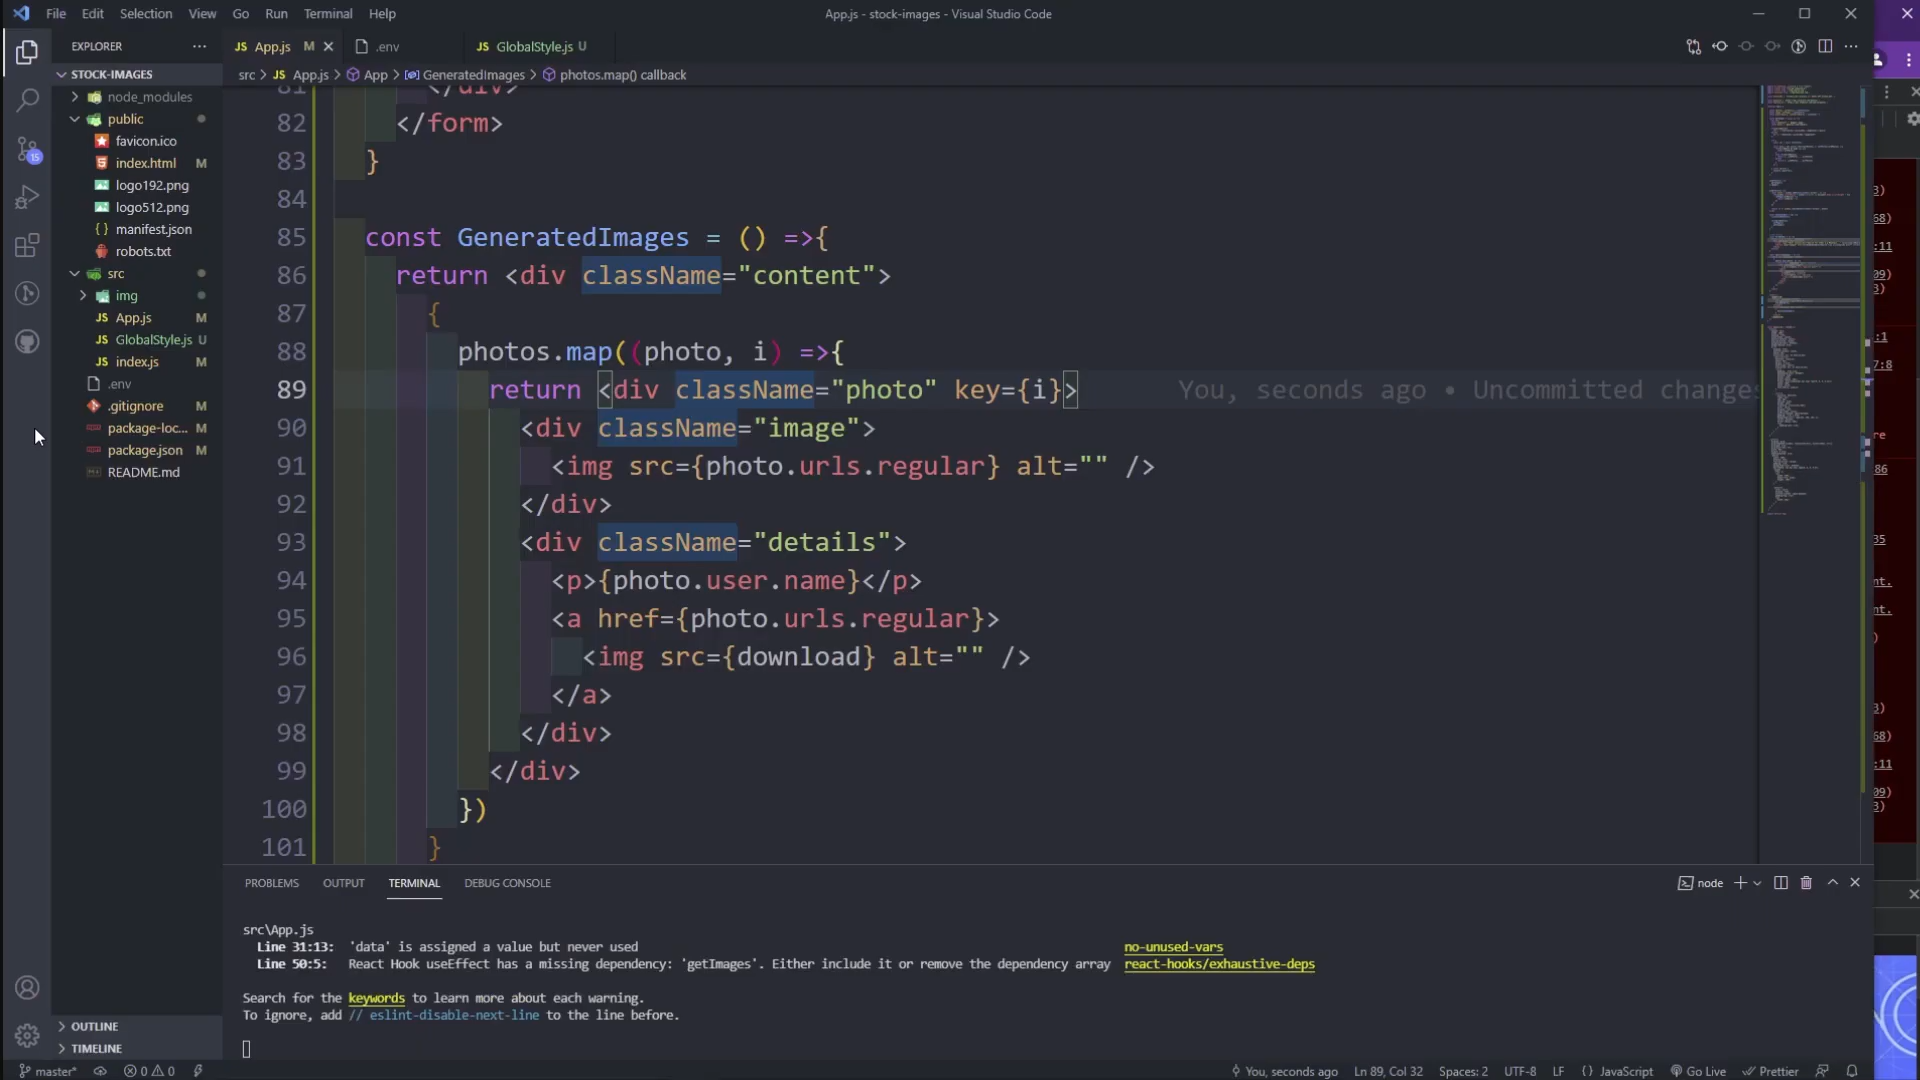 File Edit Selection View Go Run Terminal Help
App.js - stock-images - Visual Studio Code
EXPLORER
JS App.js M
.env
JS GlobalStyle.js U
src > JS App.js > App > GeneratedImages > photos.map() callback
STOCK-IMAGES
node_modules
public
favicon.ico
index.html M
logo192.png
logo512.png
manifest.json
robots.txt
src
img
JS App.js M
JS GlobalStyle.js U
JS index.js M
.env
.gitignore M
package-loc... M
package.json M
README.md
15
81 </div>
82 </form>
83 }
84
85 const GeneratedImages = () =>{
86 return <div className="content">
87 {
88 photos.map((photo, i) =>{
89 return <div className="photo" key={i}> You, seconds ago • Uncommitted changes
90 <div className="image">
91 <img src={photo.urls.regular} alt="" />
92 </div>
93 <div className="details">
94 <p>{photo.user.name}</p>
95 <a href={photo.urls.regular}>
96 <img src={download} alt="" />
97 </a>
98 </div>
99 </div>
100 })
101 }
PROBLEMS OUTPUT TERMINAL DEBUG CONSOLE
node
src\App.js
Line 31:13: 'data' is assigned a value but never used no-unused-vars
Line 50:5: React Hook useEffect has a missing dependency: 'getImages'. Either include it or remove the dependency array react-hooks/exhaustive-deps
Search for the keywords to learn more about each warning.
To ignore, add // eslint-disable-next-line to the line before.
OUTLINE
TIMELINE
master* 0 0
You, seconds ago Ln 89, Col 32 Spaces: 2 UTF-8 LF {} JavaScript Go Live Prettier